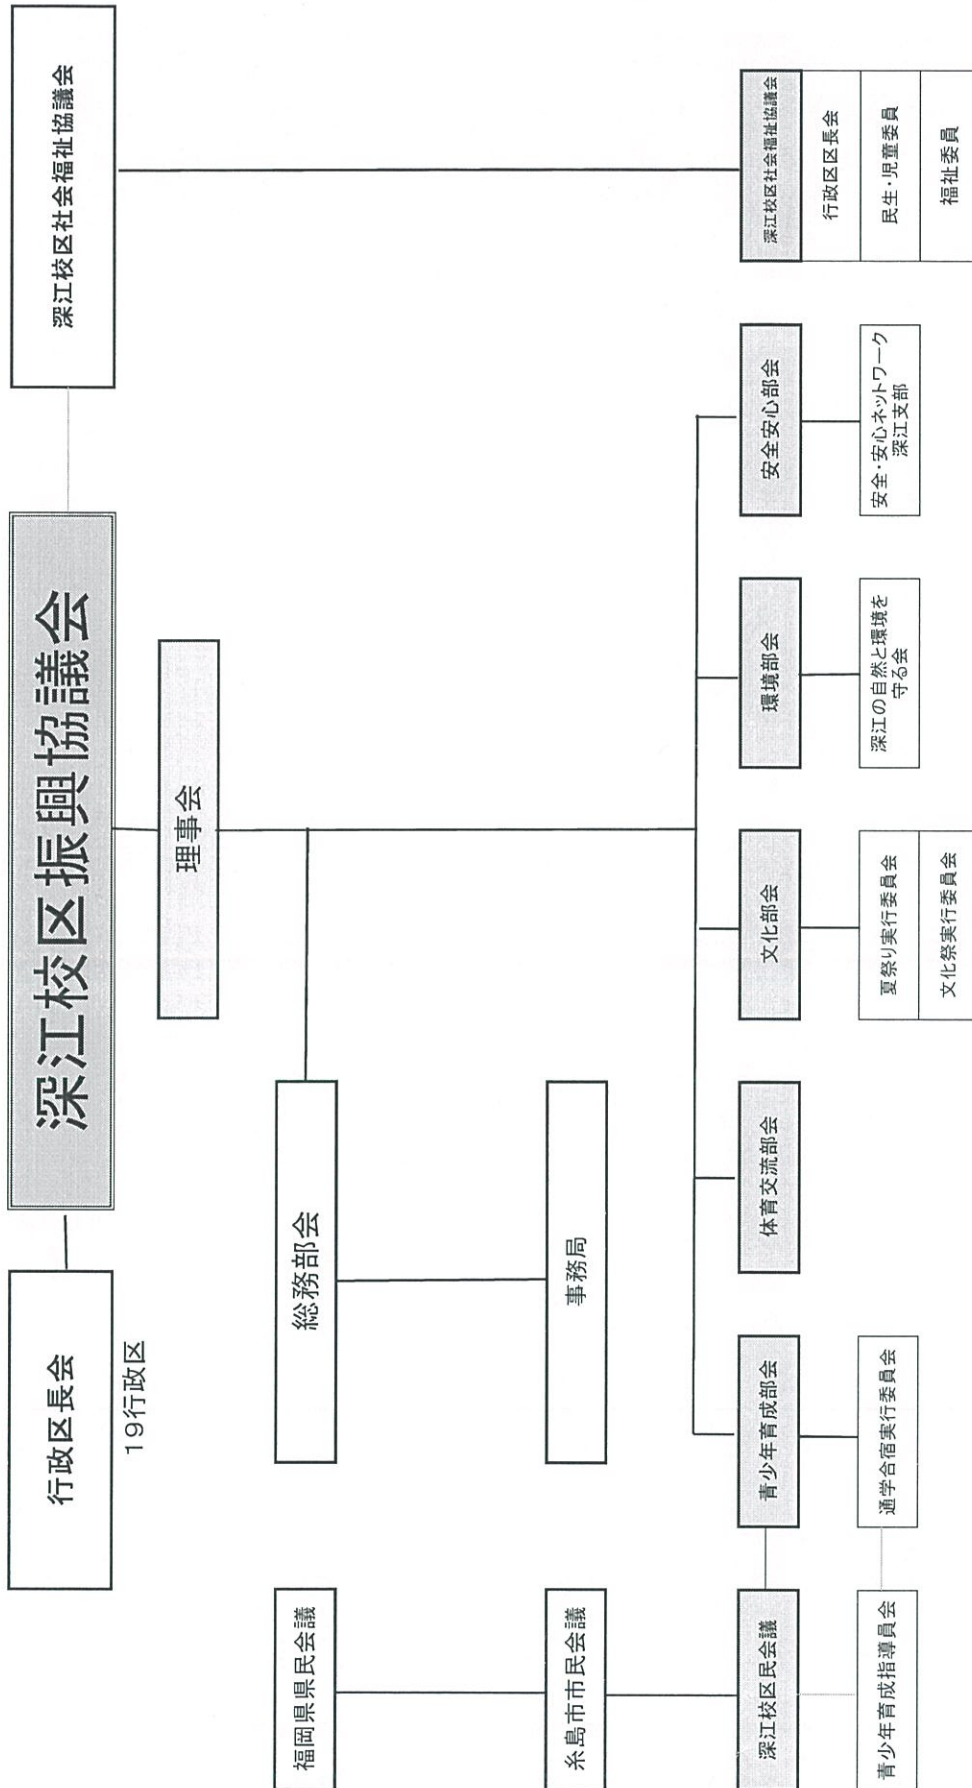 行政区長会
19行政区
深江校区振興協議会
深江校区社会福祉協議会
理事会
総務部会
事務局
福岡県県民会議
糸島市市民会議
深江校区民会議
青少年育成指導員会
青少年育成部会
通学合宿実行委員会
体育交流部会
文化部会
夏祭り実行委員会
文化祭実行委員会
環境部会
深江の自然と環境を
守る会
安全安心部会
安全・安心ネットワーク
深江支部
深江校区社会福祉協議会
行政区区長会
民生・児童委員
福祉委員